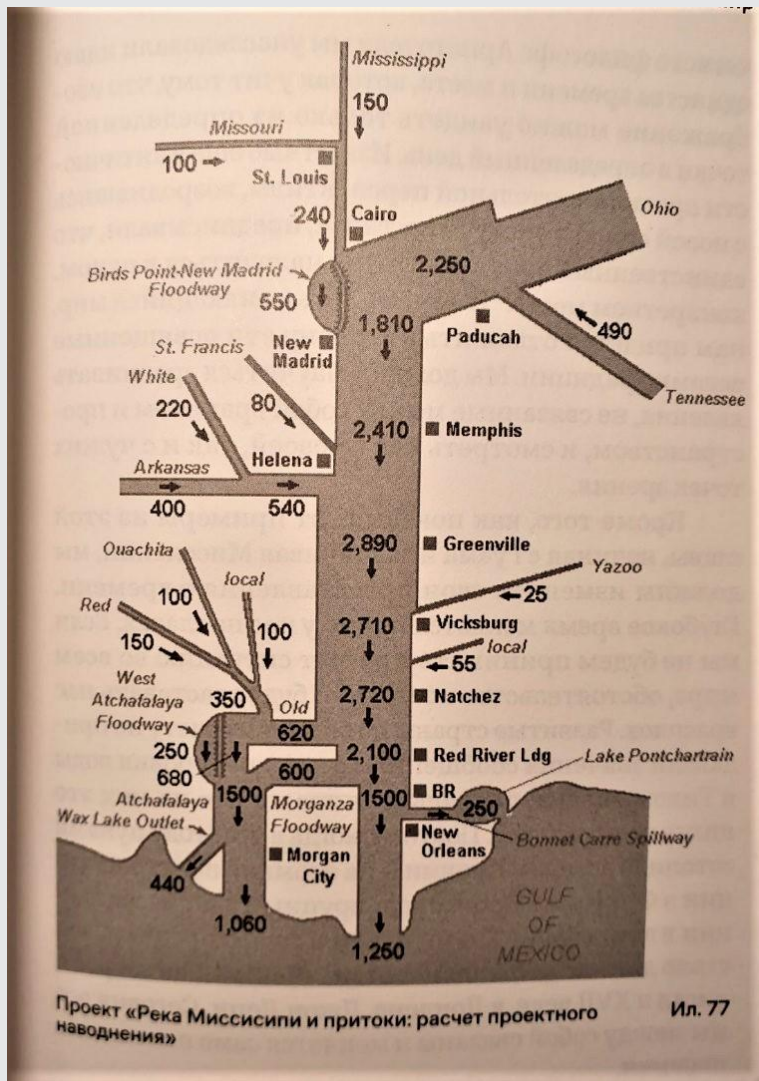 Mississippi
150
Missouri
100
St. Louis
240
Cairo
Ohio
2,250
Birds Point-New Madrid
Floodway
550
1,810
Paducah
490
Tennessee
New
Madrid
St. Francis
White
220
80
2,410
Memphis
Helena
Arkansas
400
540
2,890
Greenville
Ouachita
local
Yazoo
25
Red
100
100
150
2,710
Vicksburg
local
55
West
Atchafalaya
Floodway
350
Old
2,720
Natchez
620
250
680
2,100
Red River Ldg
Lake Pontchartrain
600
BR
1500
Morganza
Floodway
1500
250
Atchafalaya
Wax Lake Outlet
New
Orleans
Bonnet Carre Spillway
Morgan
City
440
1,060
GULF
OF
MEXICO
1,250
Проект «Река Миссисипи и притоки: расчет проектного
наводнения»
Ил. 77